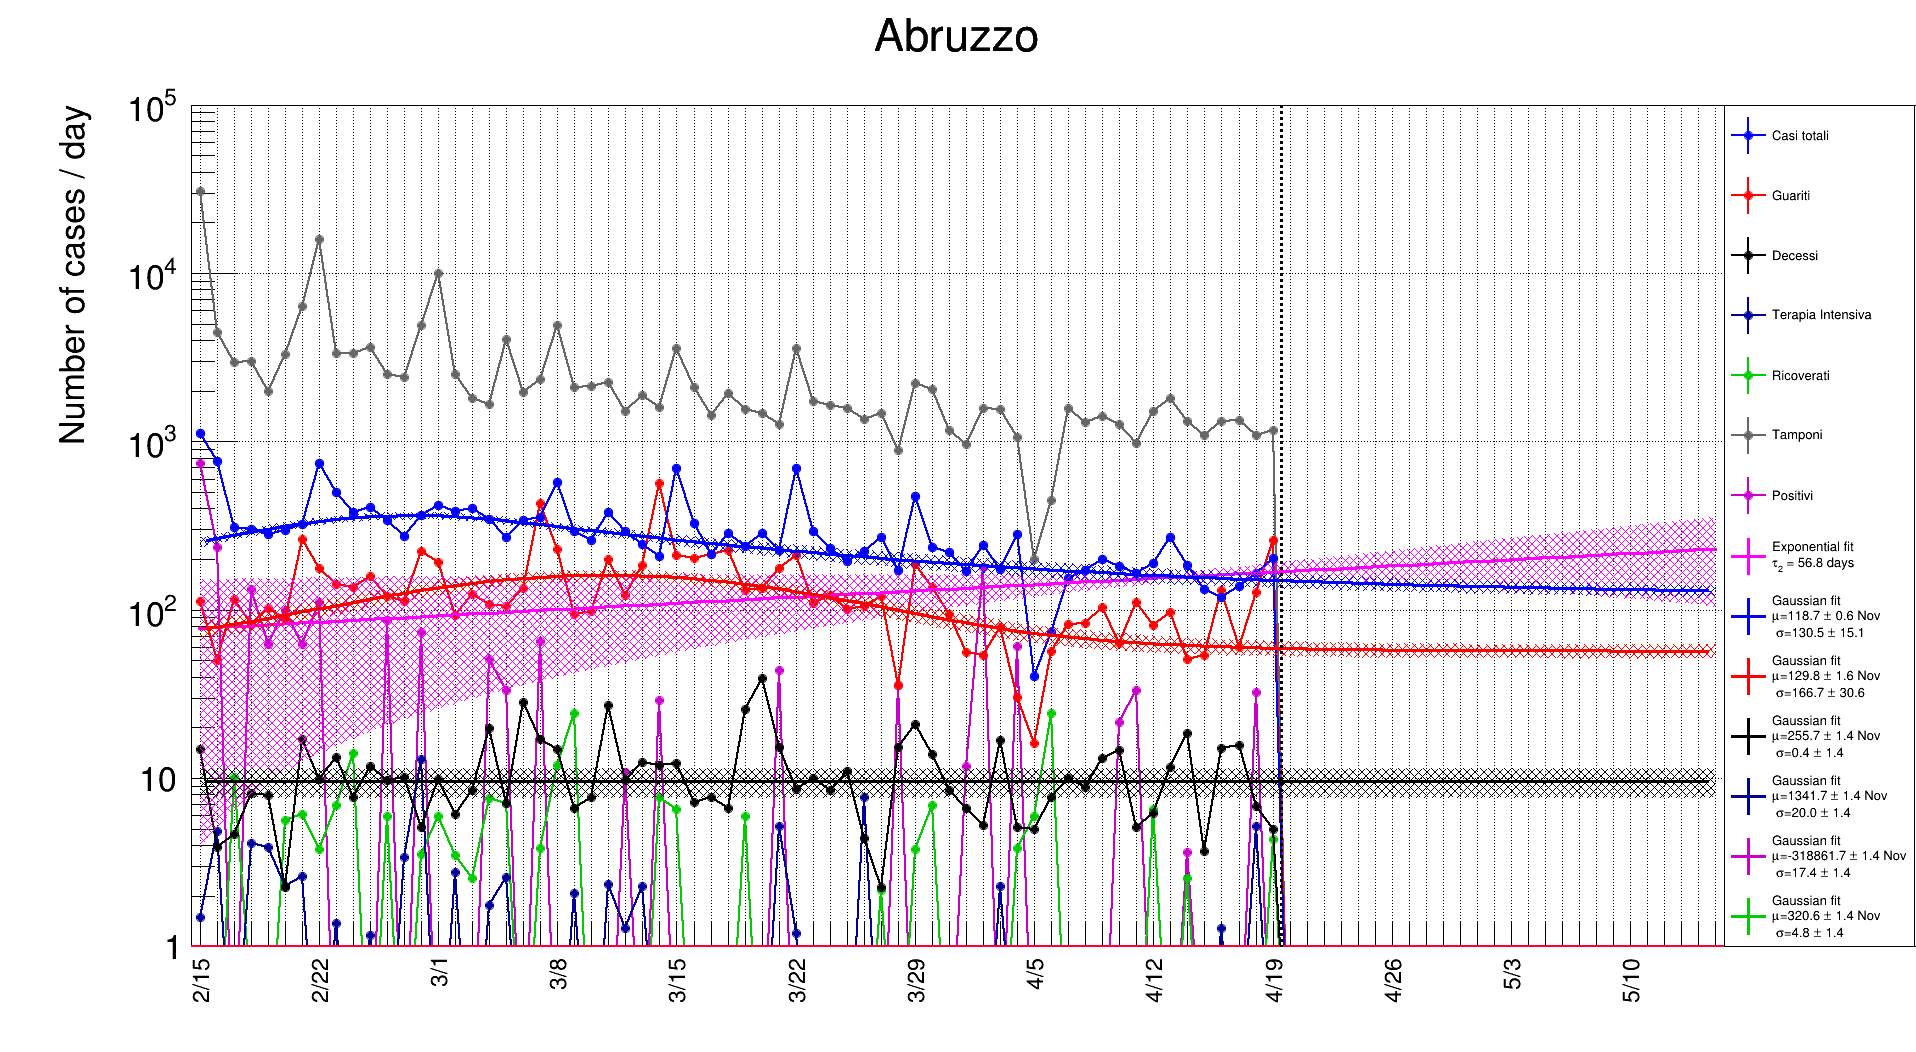 Abruzzo
Number of cases / day
10^5
10^4
10^3
10^2
10
1
2/15
2/22
3/1
3/8
3/15
3/22
3/29
4/5
4/12
4/19
4/26
5/3
5/10
Casi totali
Guariti
Decessi
Terapia Intensiva
Ricoverati
Tamponi
Positivi
Exponential fit
τ₂ = 56.8 days
Gaussian fit
μ=118.7 ± 0.6 Nov
σ=130.5 ± 15.1
Gaussian fit
μ=129.8 ± 1.6 Nov
σ=166.7 ± 30.6
Gaussian fit
μ=255.7 ± 1.4 Nov
σ=0.4 ± 1.4
Gaussian fit
μ=1341.7 ± 1.4 Nov
σ=20.0 ± 1.4
Gaussian fit
μ=-318861.7 ± 1.4 Nov
σ=17.4 ± 1.4
Gaussian fit
μ=320.6 ± 1.4 Nov
σ=4.8 ± 1.4